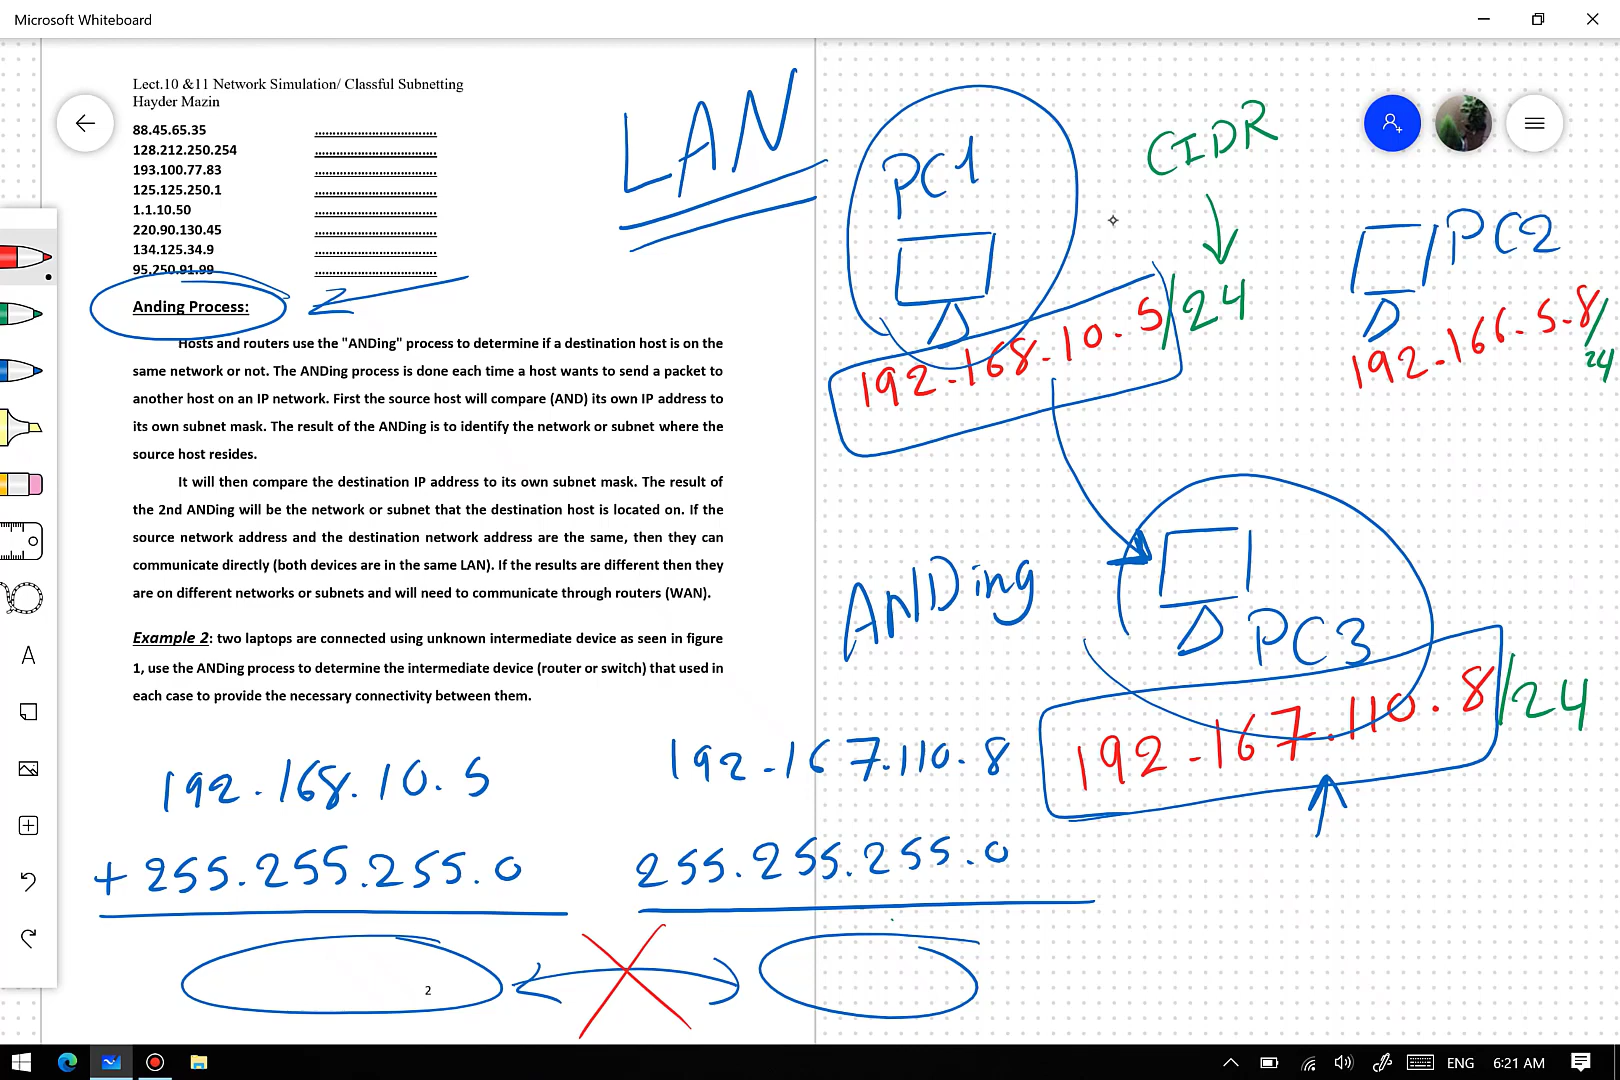 Microsoft Whiteboard
Lect.10 &11 Network Simulation/ Classful Subnetting
Hayder Mazin
88.45.65.35 ..................................
128.212.250.254 ..................................
193.100.77.83 ..................................
125.125.250.1 ..................................
1.1.10.50 ..................................
220.90.130.45 ..................................
134.125.34.9 ..................................
95.250.91.99 ..................................
Anding Process:
Hosts and routers use the "ANDing" process to determine if a destination host is on the
same network or not. The ANDing process is done each time a host wants to send a packet to
another host on an IP network. First the source host will compare (AND) its own IP address to
its own subnet mask. The result of the ANDing is to identify the network or subnet where the
source host resides.
It will then compare the destination IP address to its own subnet mask. The result of
the 2nd ANDing will be the network or subnet that the destination host is located on. If the
source network address and the destination network address are the same, then they can
communicate directly (both devices are in the same LAN). If the results are different then they
are on different networks or subnets and will need to communicate through routers (WAN).
Example 2: two laptops are connected using unknown intermediate device as seen in figure
1, use the ANDing process to determine the intermediate device (router or switch) that used in
each case to provide the necessary connectivity between them.
192.168.10.5
+255.255.255.0
192.167.110.8
255.255.255.0
2
LAN
PC1
192.168.10.5/24
CIDR
PC2
192.166.5.8/
24
ANDing
PC3
192.167.110.8/24
A
ENG
6:21 AM